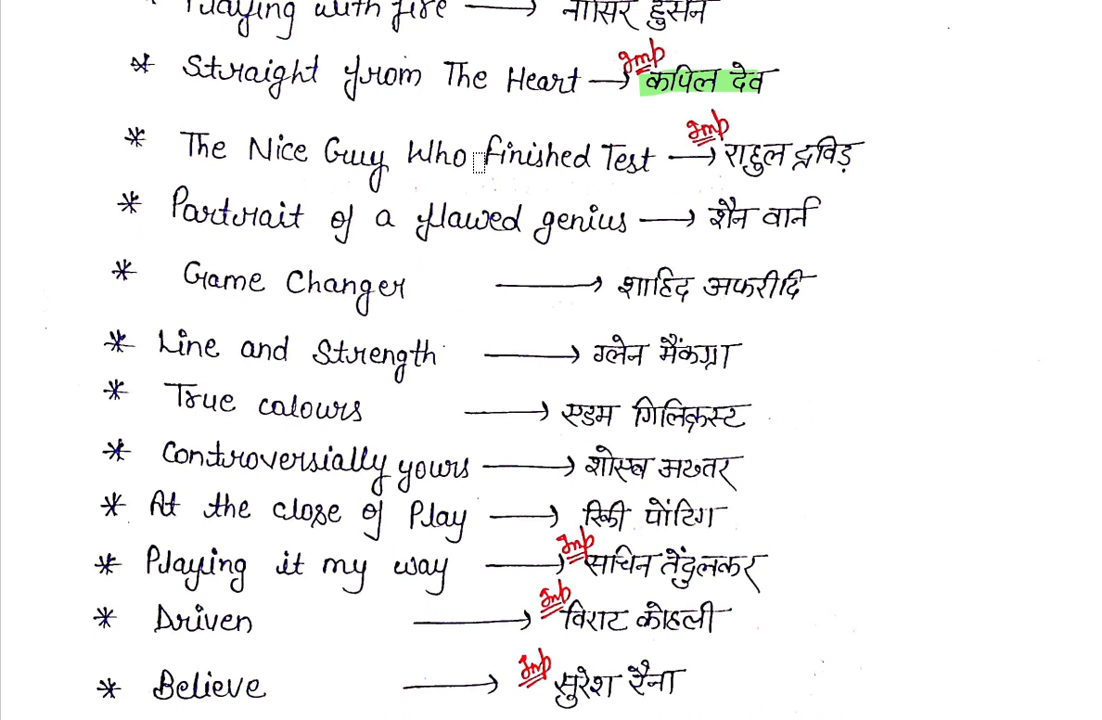 * Playing with fire → नासिर हुसैन
* Straight from The Heart → Imp कपिल देव
* The Nice Guy Who finished Test → Imp राहुल द्रविड़
* Partrait of a flawed genius → शेन वार्न
* Game Changer → शाहिद अफरीदि
* Line and Strength → ग्लेन मैकग्रा
* True calours → एडम गिलिक्रस्ट
* Controversially yours → शोएब अख्तर
* At the close of Play → रिकी पोंटिंग
* Playing it my way → Imp सचिन तेंदुलकर
* Driven → Imp विराट कोहली
* Believe → Imp सुरेश रैना